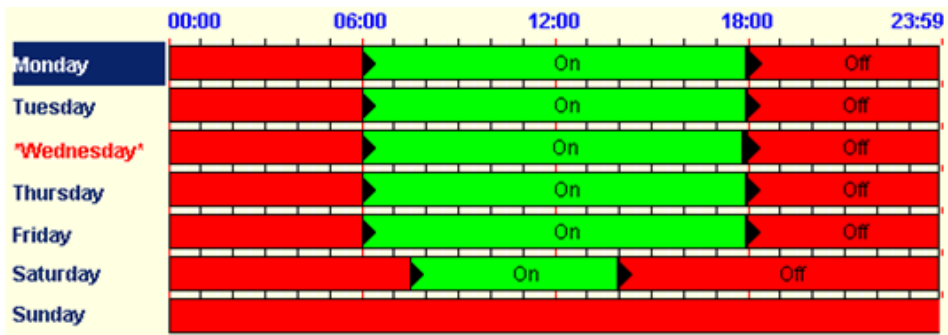 00:00 06:00 12:00 18:00 23:59
Monday On Off
Tuesday On Off
*Wednesday* On Off
Thursday On Off
Friday On Off
Saturday On Off
Sunday